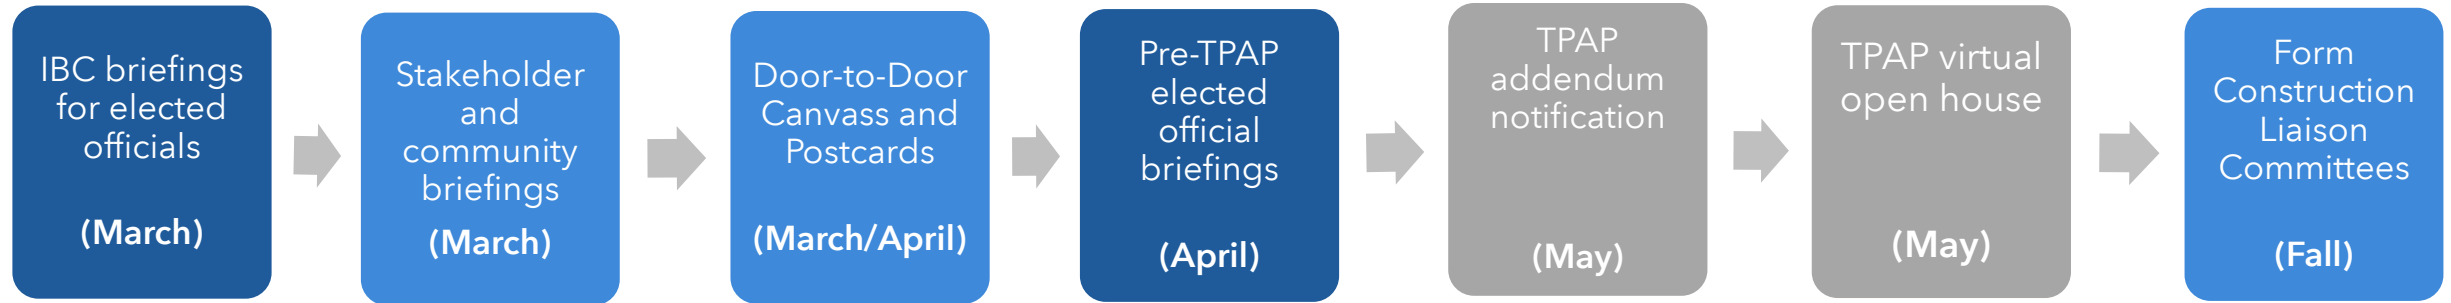 IBC briefings
for elected
officials
(March)
Stakeholder
and
community
briefings
(March)
Door-to-Door
Canvass and
Postcards
(March/April)
Pre-TPAP
elected
official
briefings
(April)
TPAP
addendum
notification
(May)
TPAP virtual
open house
(May)
Form
Construction
Liaison
Committees
(Fall)